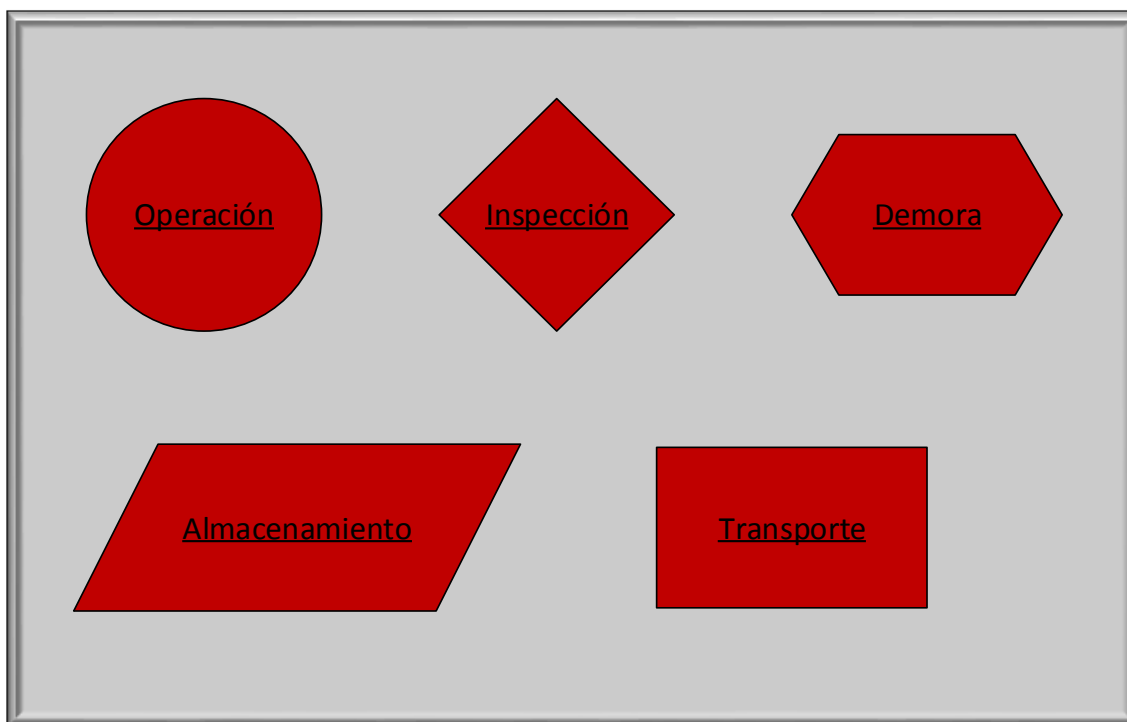 Operación
Inspección
Demora
Almacenamiento
Transporte